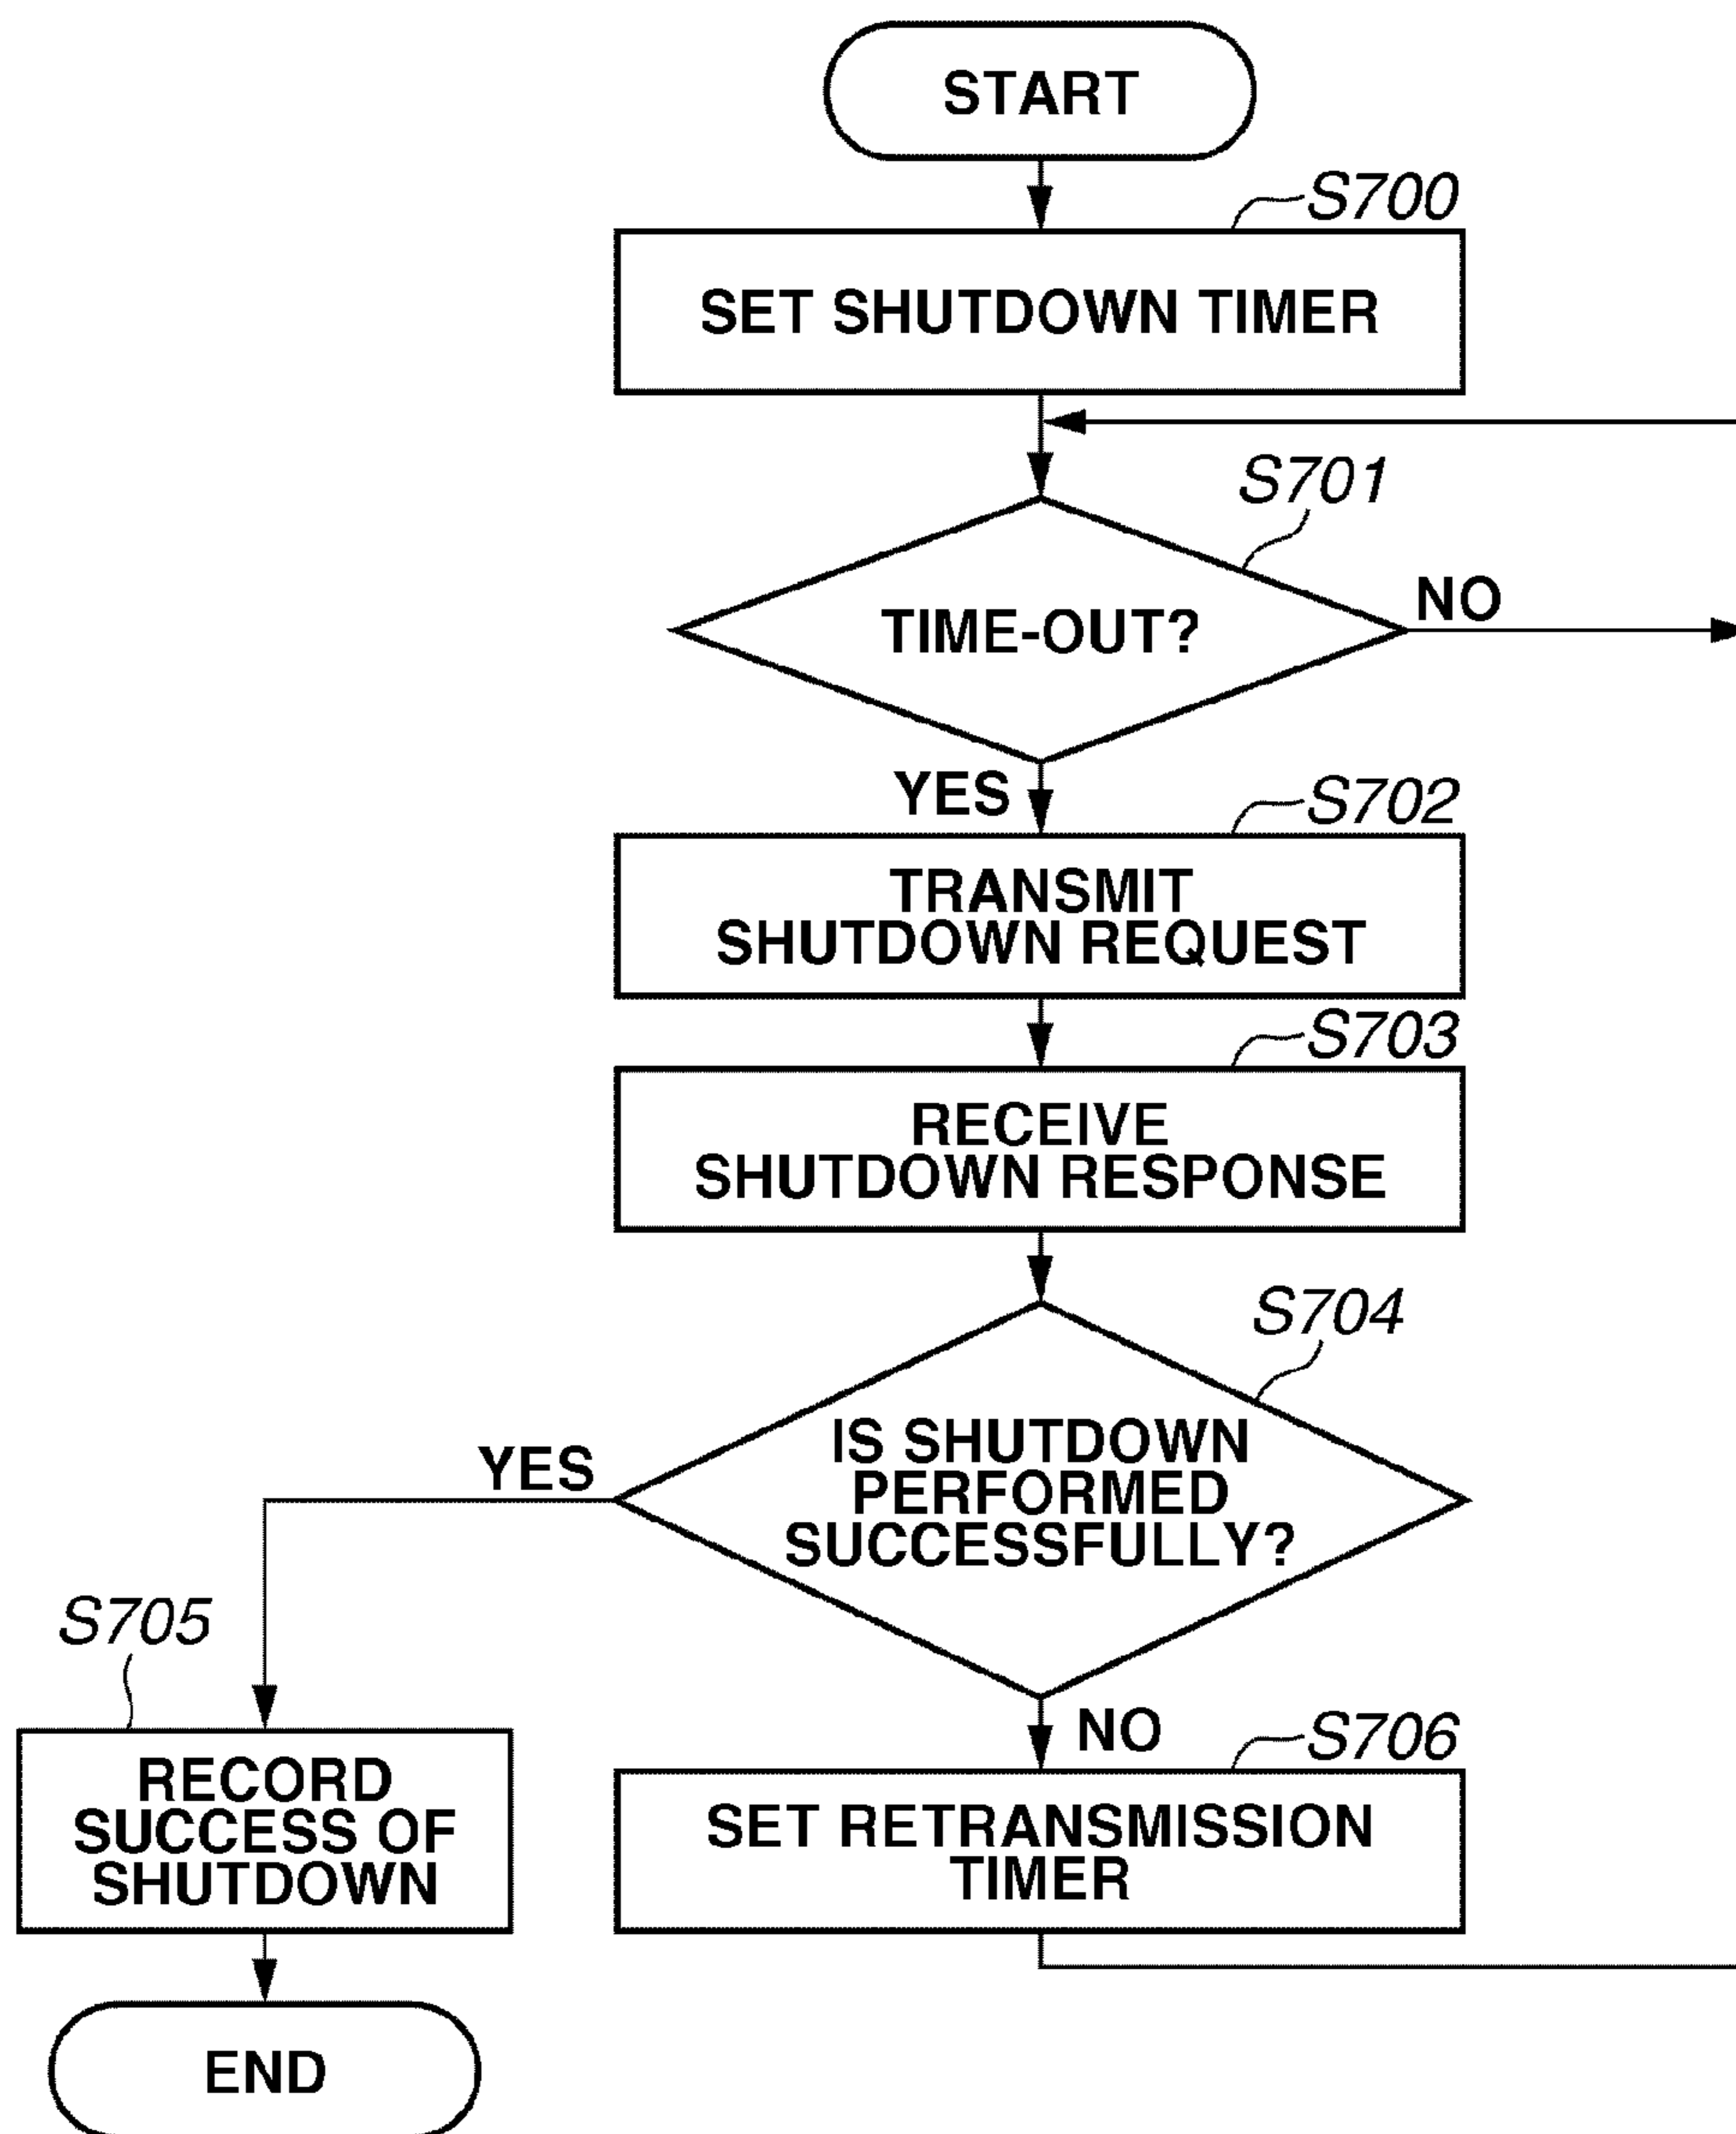 START
S700
SET SHUTDOWN TIMER
S701
TIME-OUT?
NO
YES
S702
TRANSMIT
SHUTDOWN REQUEST
S703
RECEIVE
SHUTDOWN RESPONSE
S704
IS SHUTDOWN
PERFORMED
SUCCESSFULLY?
YES
S705
RECORD
SUCCESS OF
SHUTDOWN
NO
S706
SET RETRANSMISSION
TIMER
END